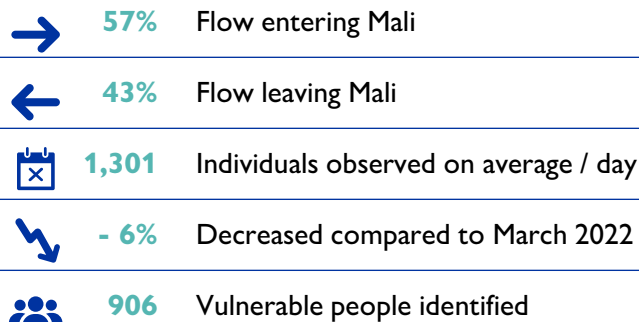 57% Flow entering Mali
43% Flow leaving Mali
1,301 Individuals observed on average / day
- 6% Decreased compared to March 2022
906 Vulnerable people identified